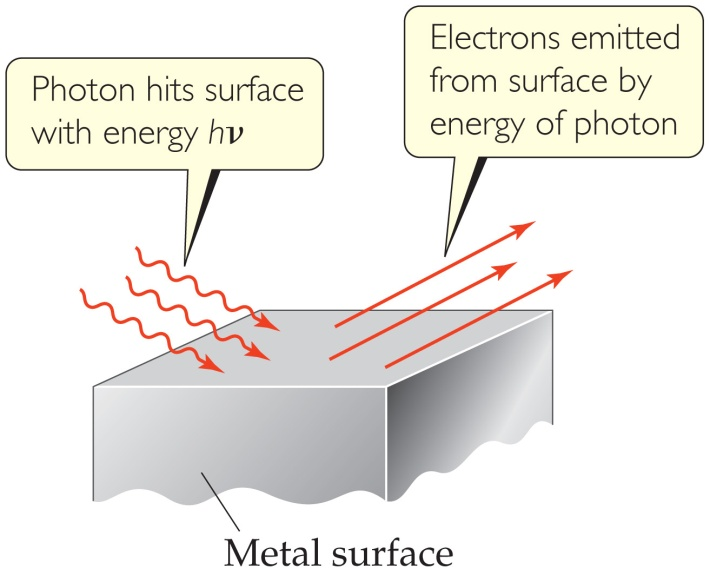 Photon hits surface
with energy hν
Electrons emitted
from surface by
energy of photon
Metal surface